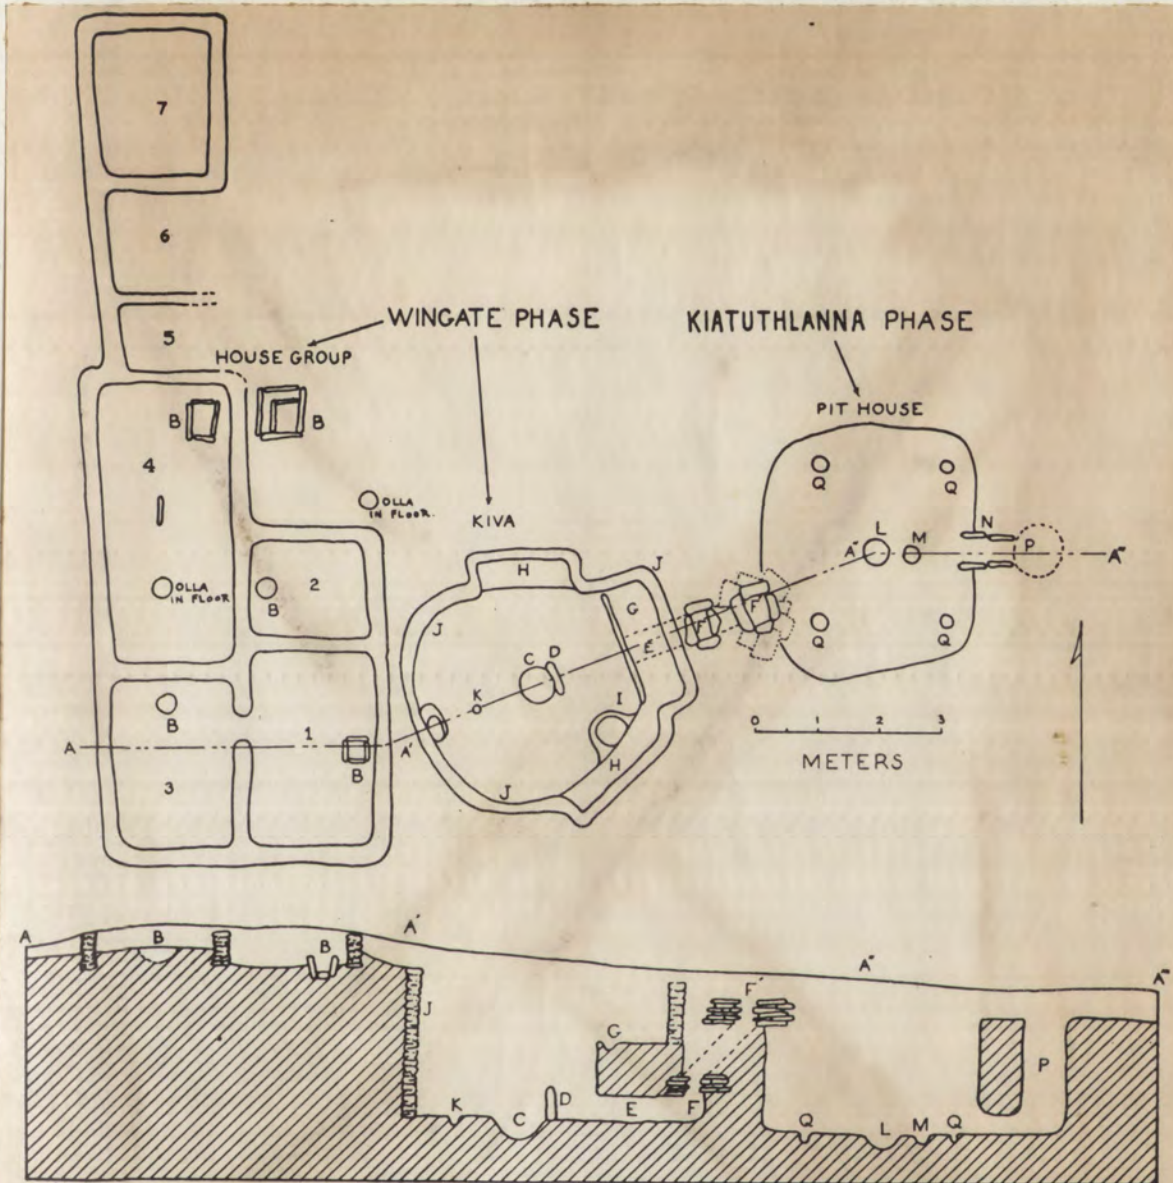 7
6
WINGATE PHASE
KIATUTHLANNA PHASE
5
HOUSE GROUP
B
B
PIT HOUSE
4
Q
Q
OLLA
IN FLOOR.
KIVA
N
L
M
P
A"
A'''
H
J
2
OLLA
IN FLOOR
B
G
F
F
J
E
Q
Q
C
D
K
I
B
1
A
A'
B
3
H
J
0 1 2 3
METERS
A
B
B
A'
A"
A'''
J
F
G
P
K
C
D
E
F
Q
L
M
Q